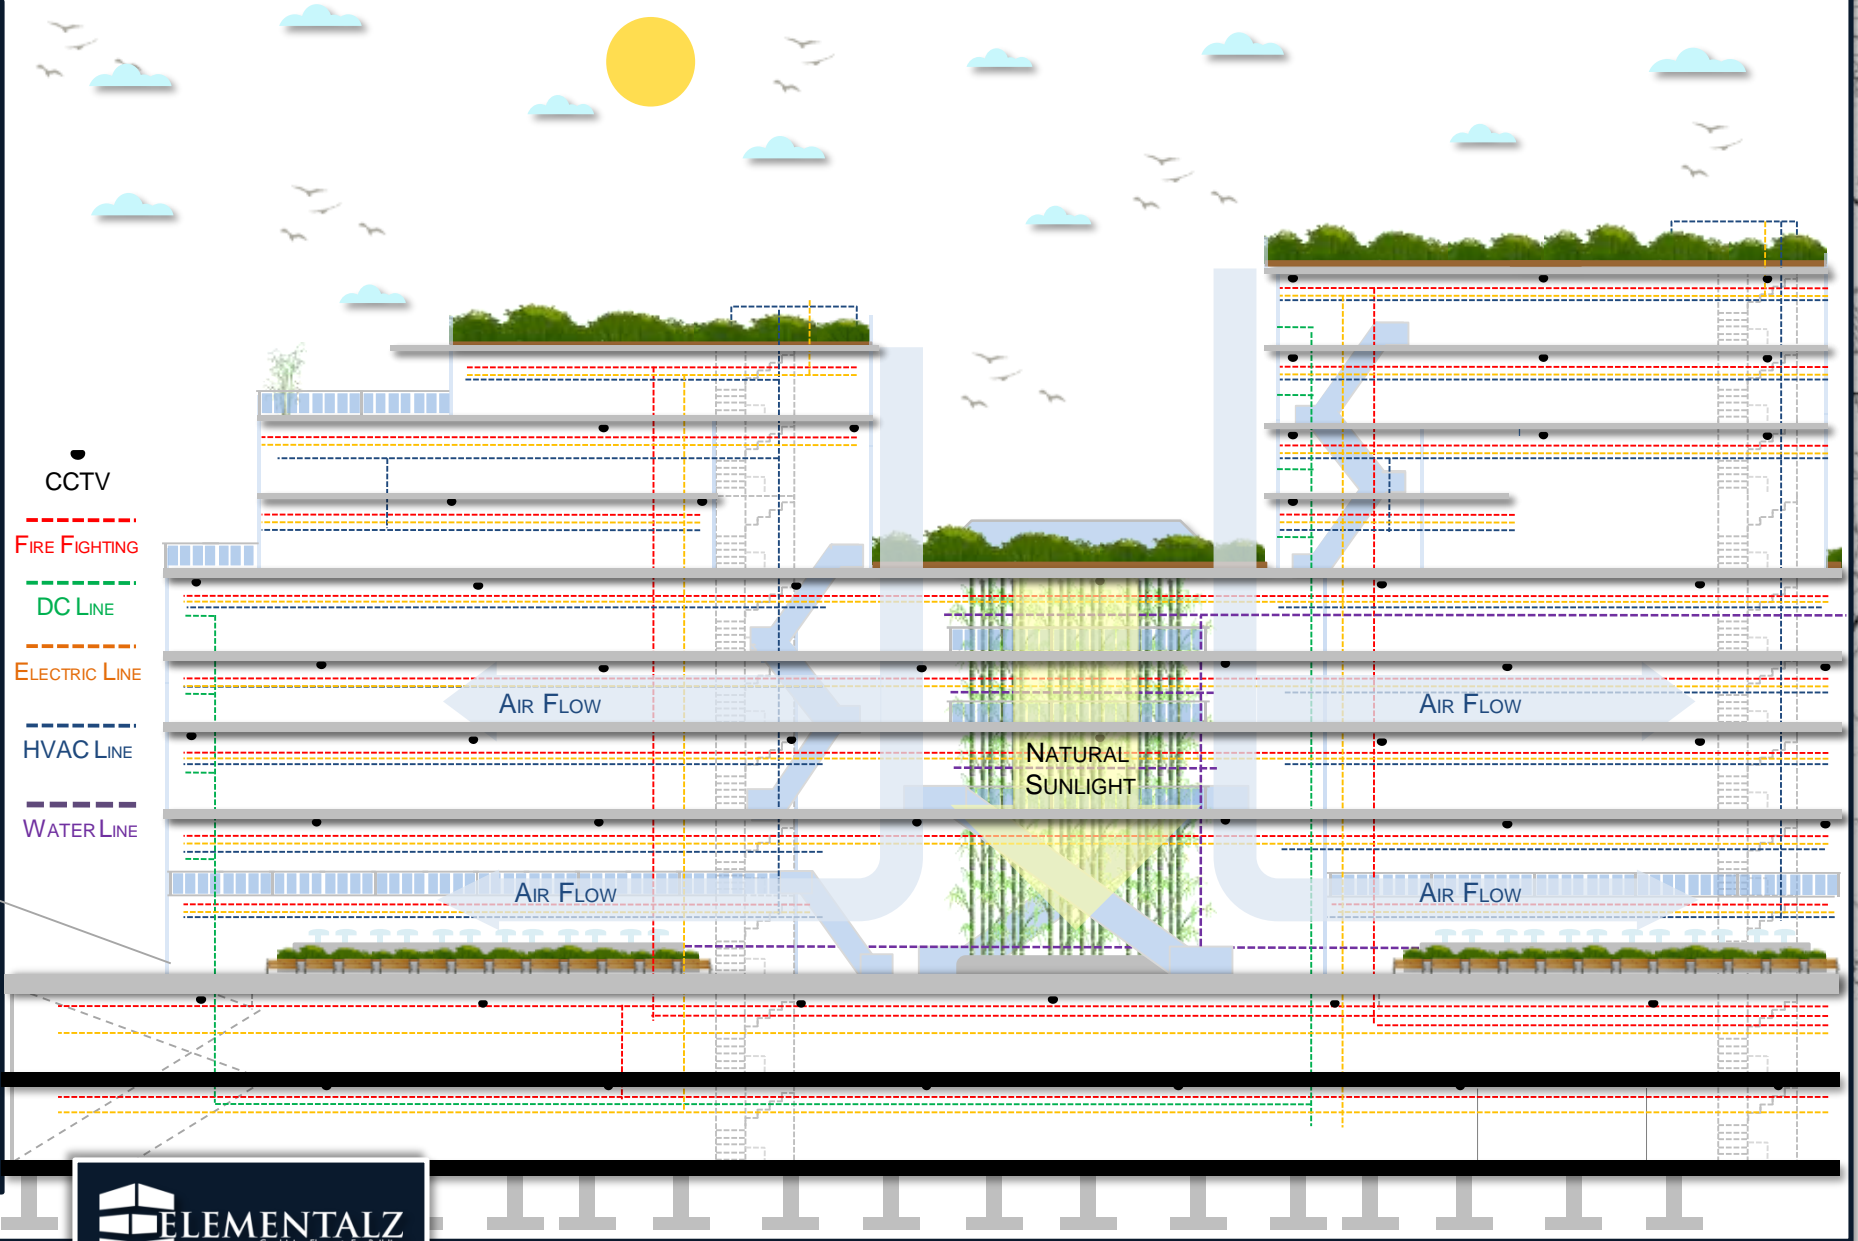 CCTV
FIRE FIGHTING
DC LINE
ELECTRIC LINE
HVAC LINE
WATER LINE
AIR FLOW
AIR FLOW
NATURAL
SUNLIGHT
AIR FLOW
AIR FLOW
ELEMENTALZ